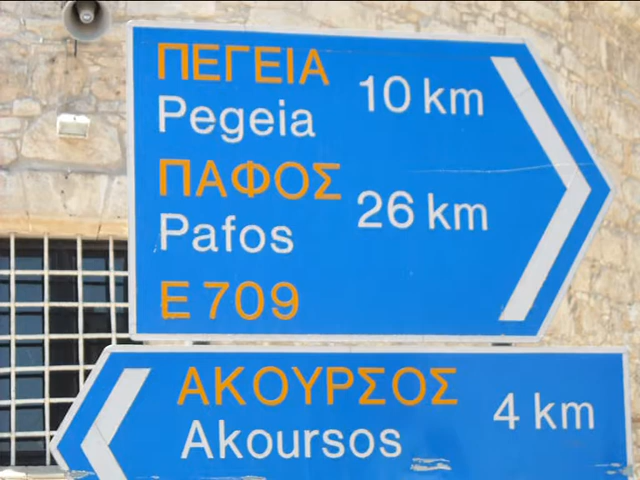 ΠΕΓΕΙΑ
Pegeia 10 km
ΠΑΦΟΣ
Pafos 26 km
E 709
ΑΚΟΥΡΣΟΣ
Akoursos 4 km